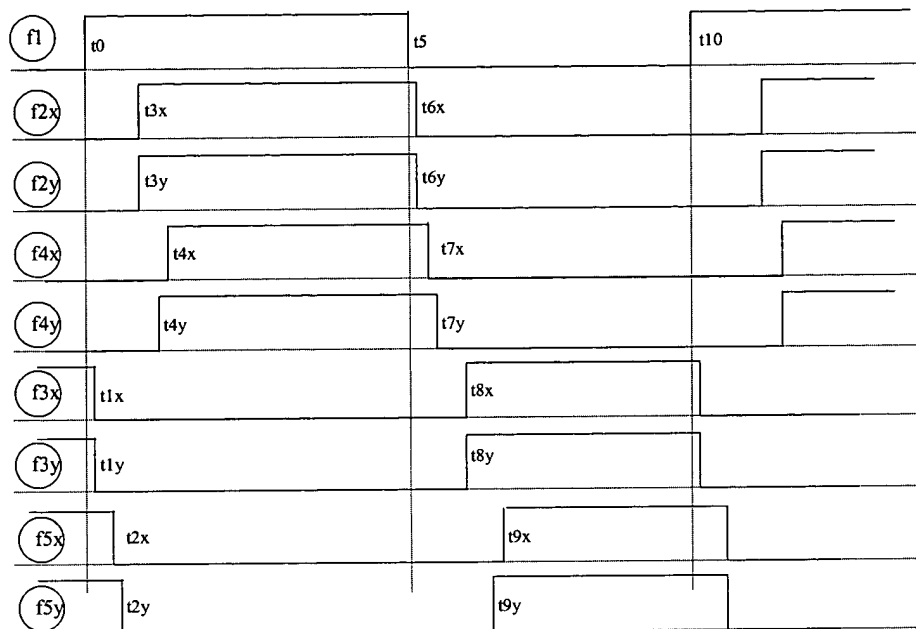 f1 t0 t5 t10
f2x t3x t6x
f2y t3y t6y
f4x t4x t7x
f4y t4y t7y
f3x t1x t8x
f3y t1y t8y
f5x t2x t9x
f5y t2y t9y